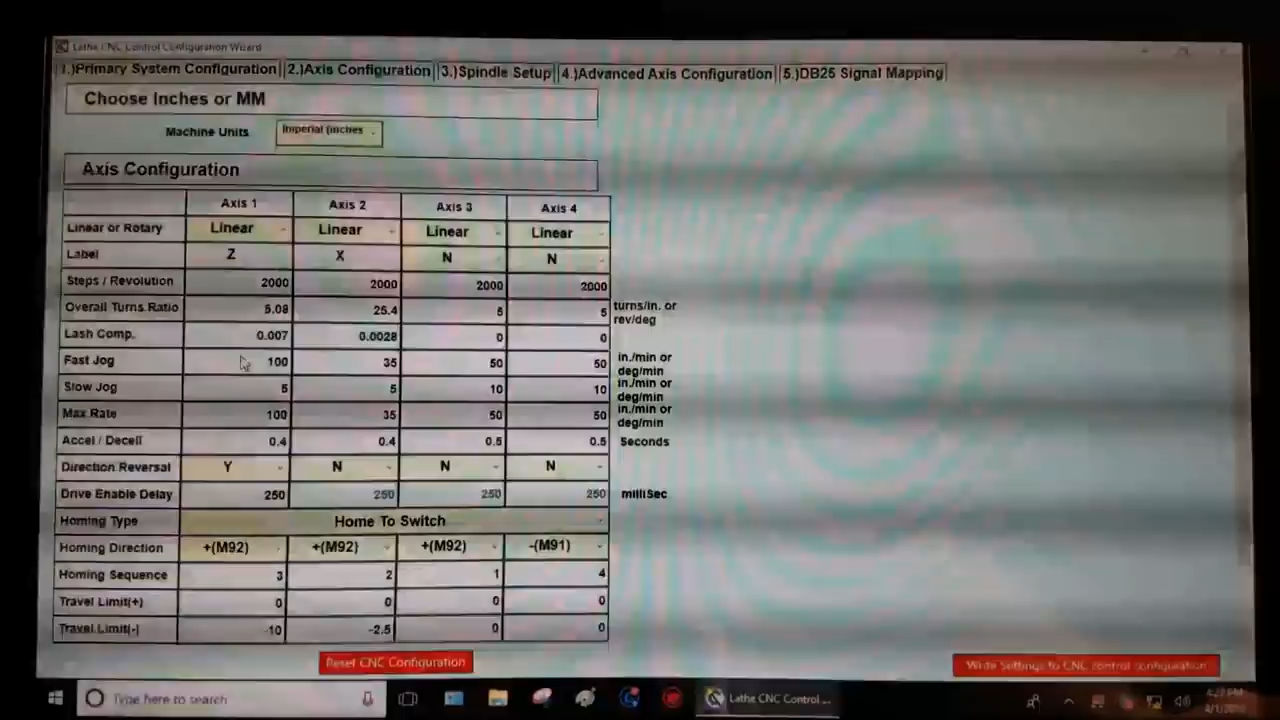 Lathe CNC Control Configuration Wizard
1.)Primary System Configuration 2.)Axis Configuration 3.)Spindle Setup 4.)Advanced Axis Configuration 5.)DB25 Signal Mapping
Choose Inches or MM
Machine Units Imperial (inches
Axis Configuration
Axis 1 Axis 2 Axis 3 Axis 4
Linear or Rotary Linear Linear Linear Linear
Label Z X N N
Steps / Revolution 2000 2000 2000 2000
Overall Turns Ratio 5.08 25.4 5 5 turns/in. or
rev/deg
Lash Comp. 0.007 0.0028 0 0
Fast Jog 100 35 50 50 in./min or
deg/min
Slow Jog 5 5 10 10 in./min or
deg/min
Max Rate 100 35 50 50 in./min or
deg/min
Accel / Decell 0.4 0.4 0.5 0.5 Seconds
Direction Reversal Y N N N
Drive Enable Delay 250 250 250 250 milliSec
Homing Type Home To Switch
Homing Direction +(M92) +(M92) +(M92) -(M91)
Homing Sequence 3 2 1 4
Travel Limit(+) 0 0 0 0
Travel Limit(-) -10 -2.5 0 0
Reset CNC Configuration Write Settings to CNC control configuration
Type here to search Lathe CNC Control ... 4:27 PM